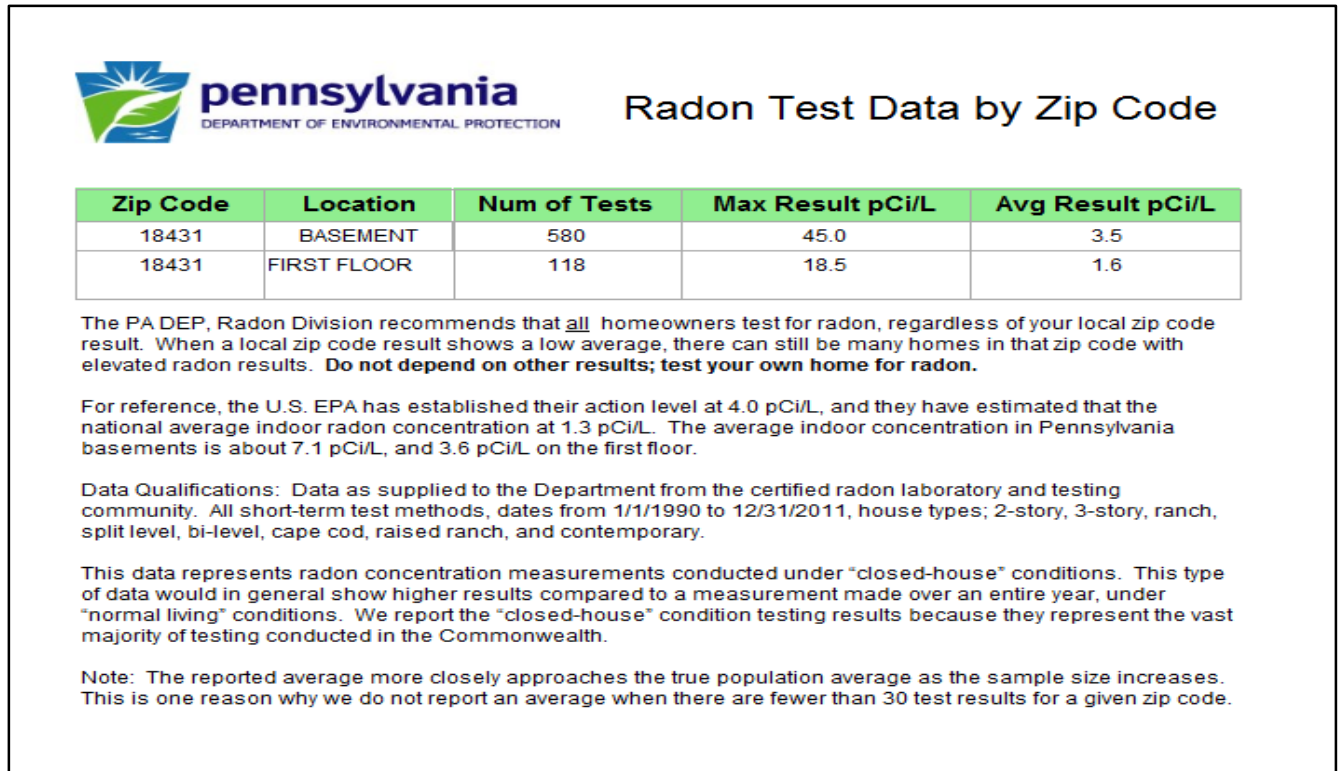 pennsylvania
DEPARTMENT OF ENVIRONMENTAL PROTECTION
Radon Test Data by Zip Code
Zip Code Location Num of Tests Max Result pCi/L Avg Result pCi/L
18431 BASEMENT 580 45.0 3.5
18431 FIRST FLOOR 118 18.5 1.6
The PA DEP, Radon Division recommends that all homeowners test for radon, regardless of your local zip code
result. When a local zip code result shows a low average, there can still be many homes in that zip code with
elevated radon results. Do not depend on other results; test your own home for radon.
For reference, the U.S. EPA has established their action level at 4.0 pCi/L, and they have estimated that the
national average indoor radon concentration at 1.3 pCi/L. The average indoor concentration in Pennsylvania
basements is about 7.1 pCi/L, and 3.6 pCi/L on the first floor.
Data Qualifications: Data as supplied to the Department from the certified radon laboratory and testing
community. All short-term test methods, dates from 1/1/1990 to 12/31/2011, house types; 2-story, 3-story, ranch,
split level, bi-level, cape cod, raised ranch, and contemporary.
This data represents radon concentration measurements conducted under “closed-house” conditions. This type
of data would in general show higher results compared to a measurement made over an entire year, under
“normal living” conditions. We report the “closed-house” condition testing results because they represent the vast
majority of testing conducted in the Commonwealth.
Note: The reported average more closely approaches the true population average as the sample size increases.
This is one reason why we do not report an average when there are fewer than 30 test results for a given zip code.